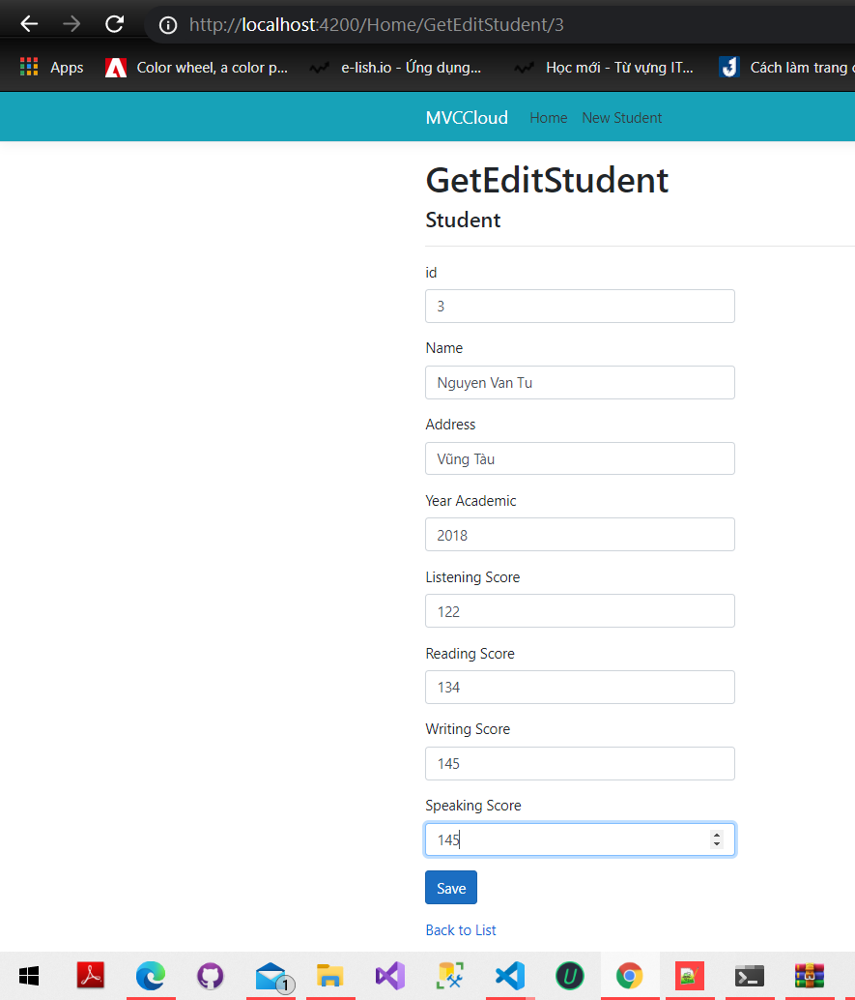 http://localhost:4200/Home/GetEditStudent/3
Apps Color wheel, a color p... e-lish.io - Ứng dụng... Học mới - Từ vựng IT... Cách làm trang
MVCCloud Home New Student
GetEditStudent
Student
id
3
Name
Nguyen Van Tu
Address
Vũng Tàu
Year Academic
2018
Listening Score
122
Reading Score
134
Writing Score
145
Speaking Score
145
Save
Back to List
1